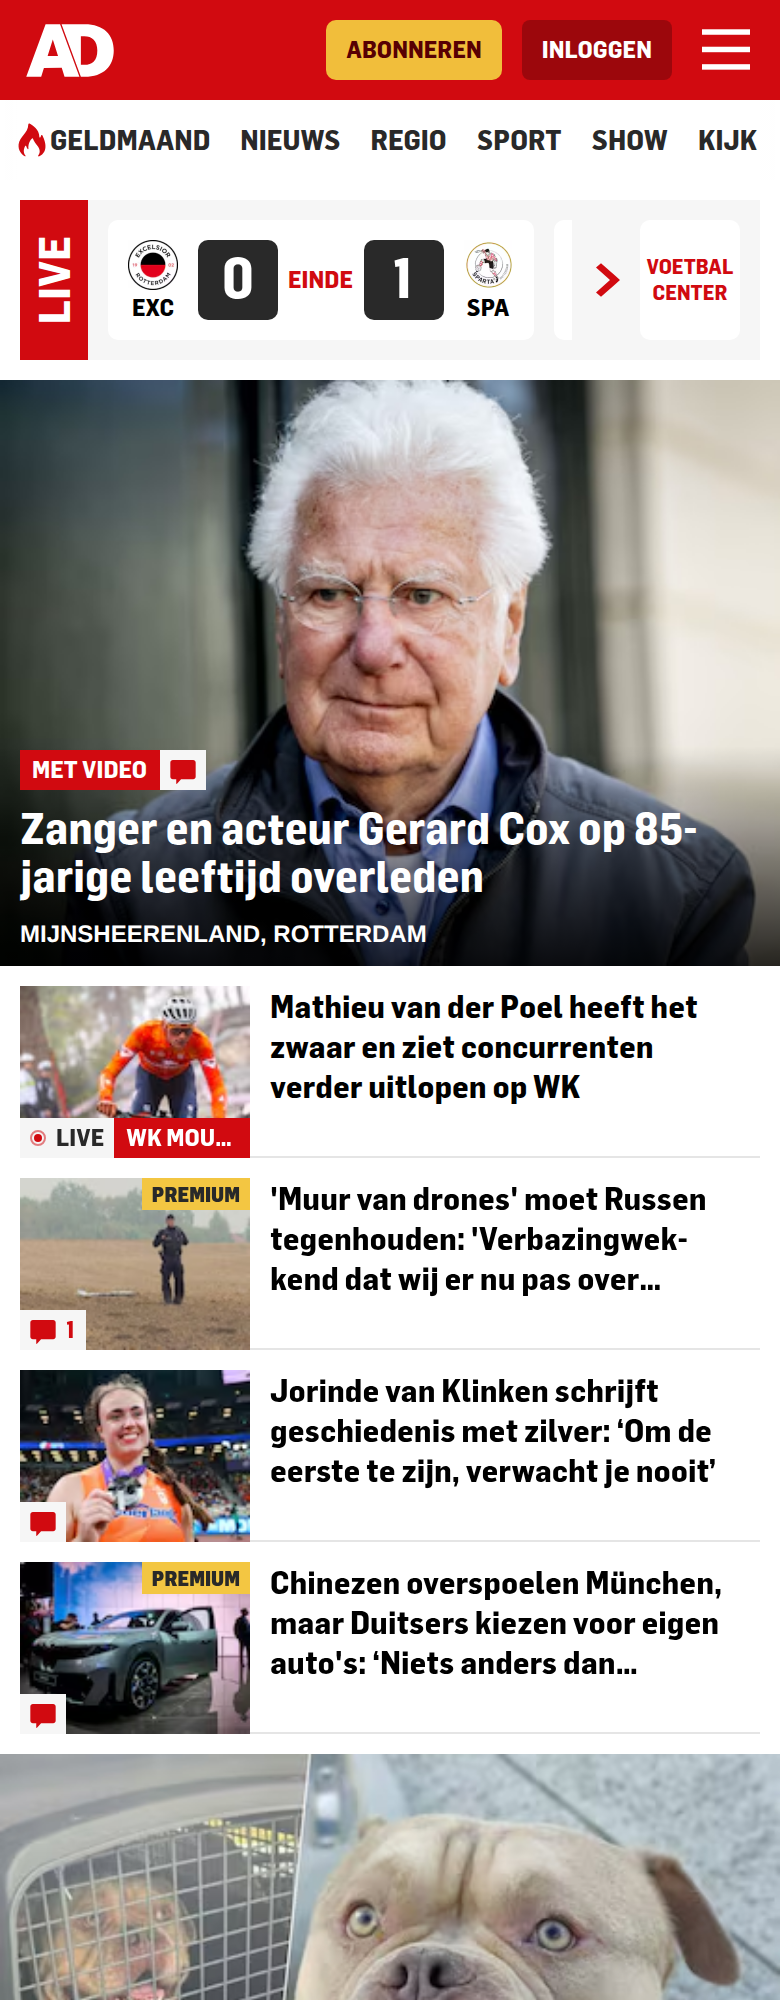 AD
ABONNEREN
INLOGGEN
GELDMAAND NIEUWS REGIO SPORT SHOW KIJK
LIVE
EXCELSIOR
ROTTERDAM
EXC
0
EINDE
1
SPARTA
SPA
VOETBAL
CENTER
MET VIDEO
Zanger en acteur Gerard Cox op 85-
jarige leeftijd overleden
MIJNSHEERENLAND, ROTTERDAM
Mathieu van der Poel heeft het
zwaar en ziet concurrenten
verder uitlopen op WK
LIVE
WK MOU...
PREMIUM
'Muur van drones' moet Russen
tegenhouden: 'Verbazingwek-
kend dat wij er nu pas over...
1
Jorinde van Klinken schrijft
geschiedenis met zilver: ‘Om de
eerste te zijn, verwacht je nooit’
PREMIUM
Chinezen overspoelen München,
maar Duitsers kiezen voor eigen
auto's: ‘Niets anders dan...